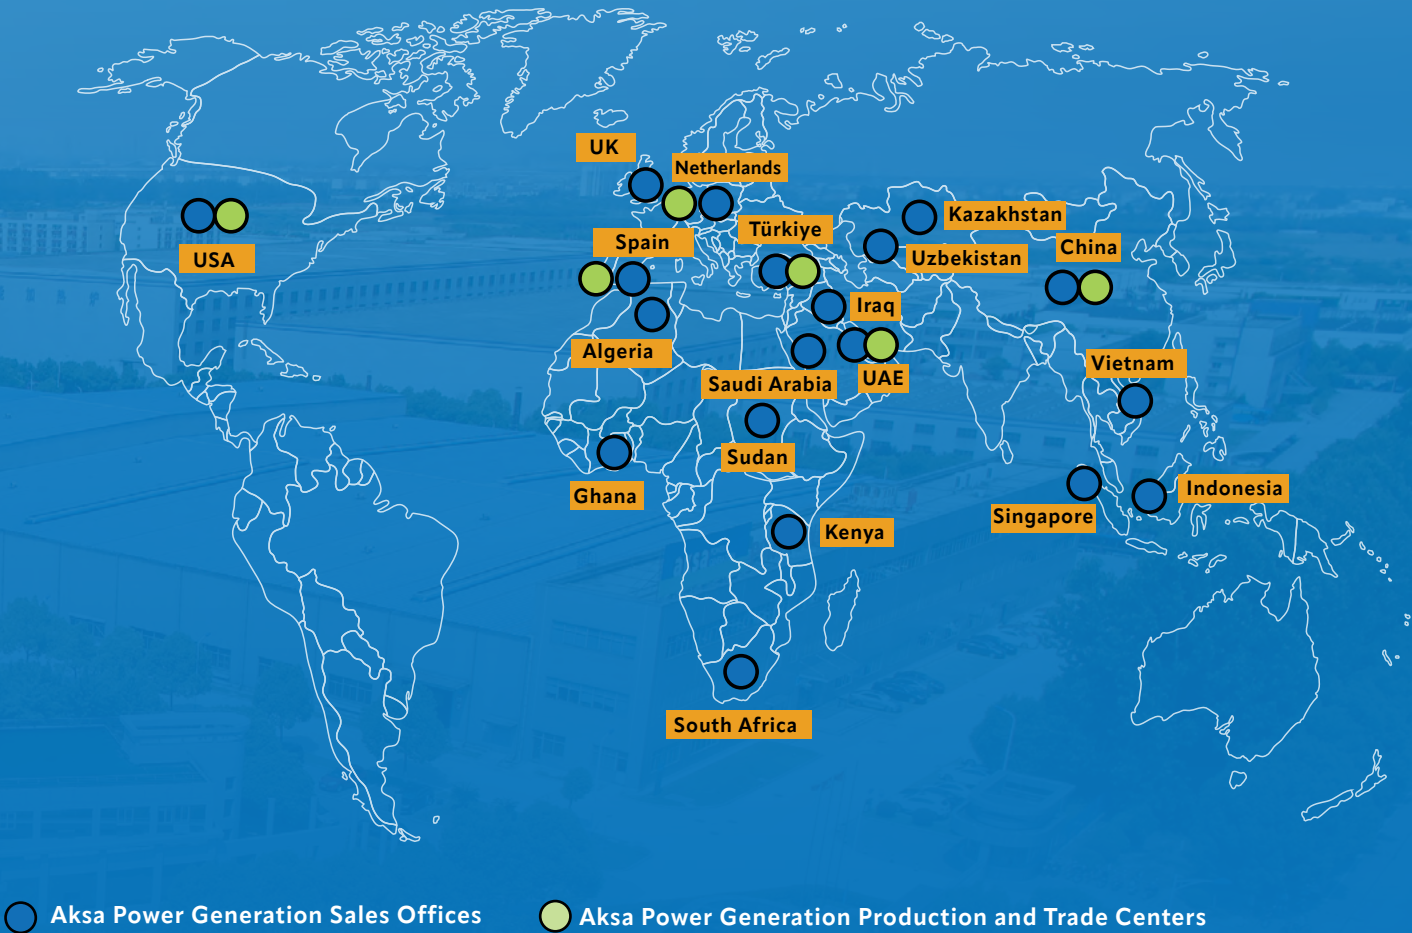 UK
Netherlands
Kazakhstan
Türkiye
Spain
China
USA
Uzbekistan
Iraq
Algeria
Vietnam
UAE
Saudi Arabia
Sudan
Indonesia
Ghana
Singapore
Kenya
South Africa
Aksa Power Generation Sales Offices
Aksa Power Generation Production and Trade Centers